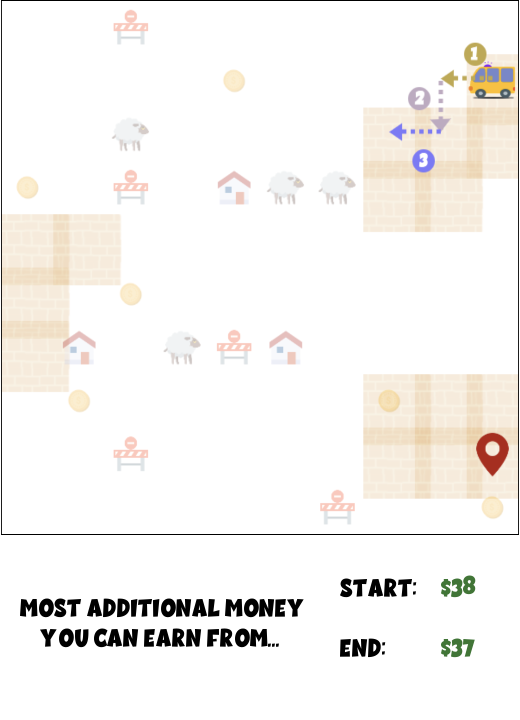 1
2
3
START: $38
MOST ADDITIONAL MONEY
YOU CAN EARN FROM...
END: $37